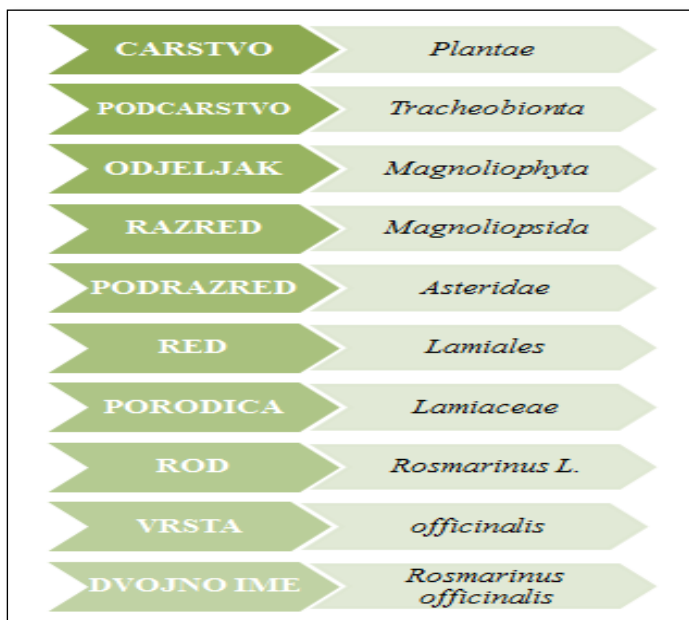 CARSTVO Plantae
PODCARSTVO Tracheobionta
ODJELJAK Magnoliophyta
RAZRED Magnoliopsida
PODRAZRED Asteridae
RED Lamiales
PORODICA Lamiaceae
ROD Rosmarinus L.
VRSTA officinalis
DVOJNO IME Rosmarinus
officinalis